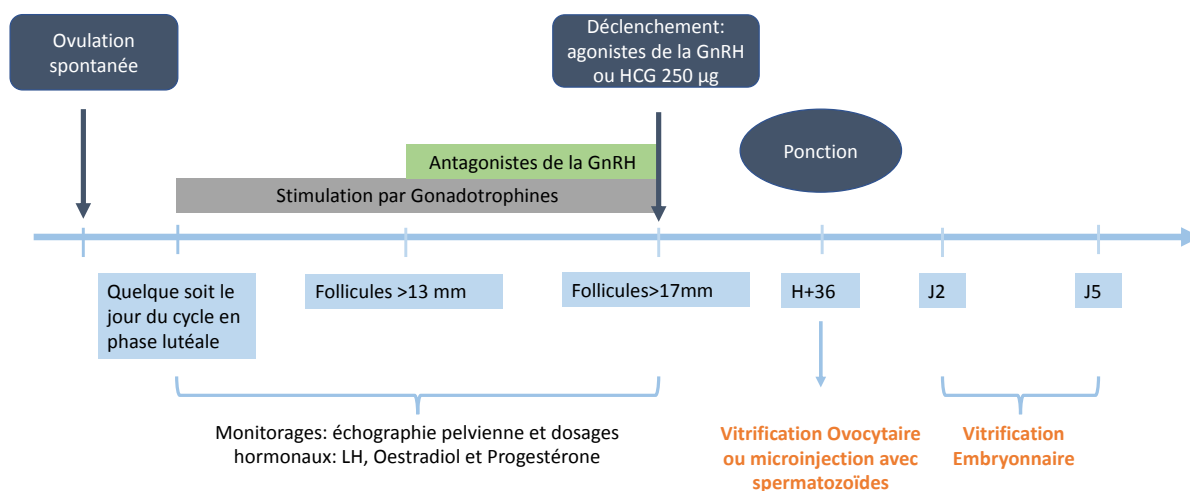 Ovulation
spontanée
Déclenchement:
agonistes de la GnRH
ou HCG 250 µg
Ponction
Antagonistes de la GnRH
Stimulation par Gonadotrophines
Quelque soit le
jour du cycle en
phase lutéale
Follicules >13 mm
Follicules>17mm
H+36
J2
J5
Monitorages: échographie pelvienne et dosages
hormonaux: LH, Oestradiol et Progestérone
Vitrification Ovocytaire
ou microinjection avec
spermatozoïdes
Vitrification
Embryonnaire